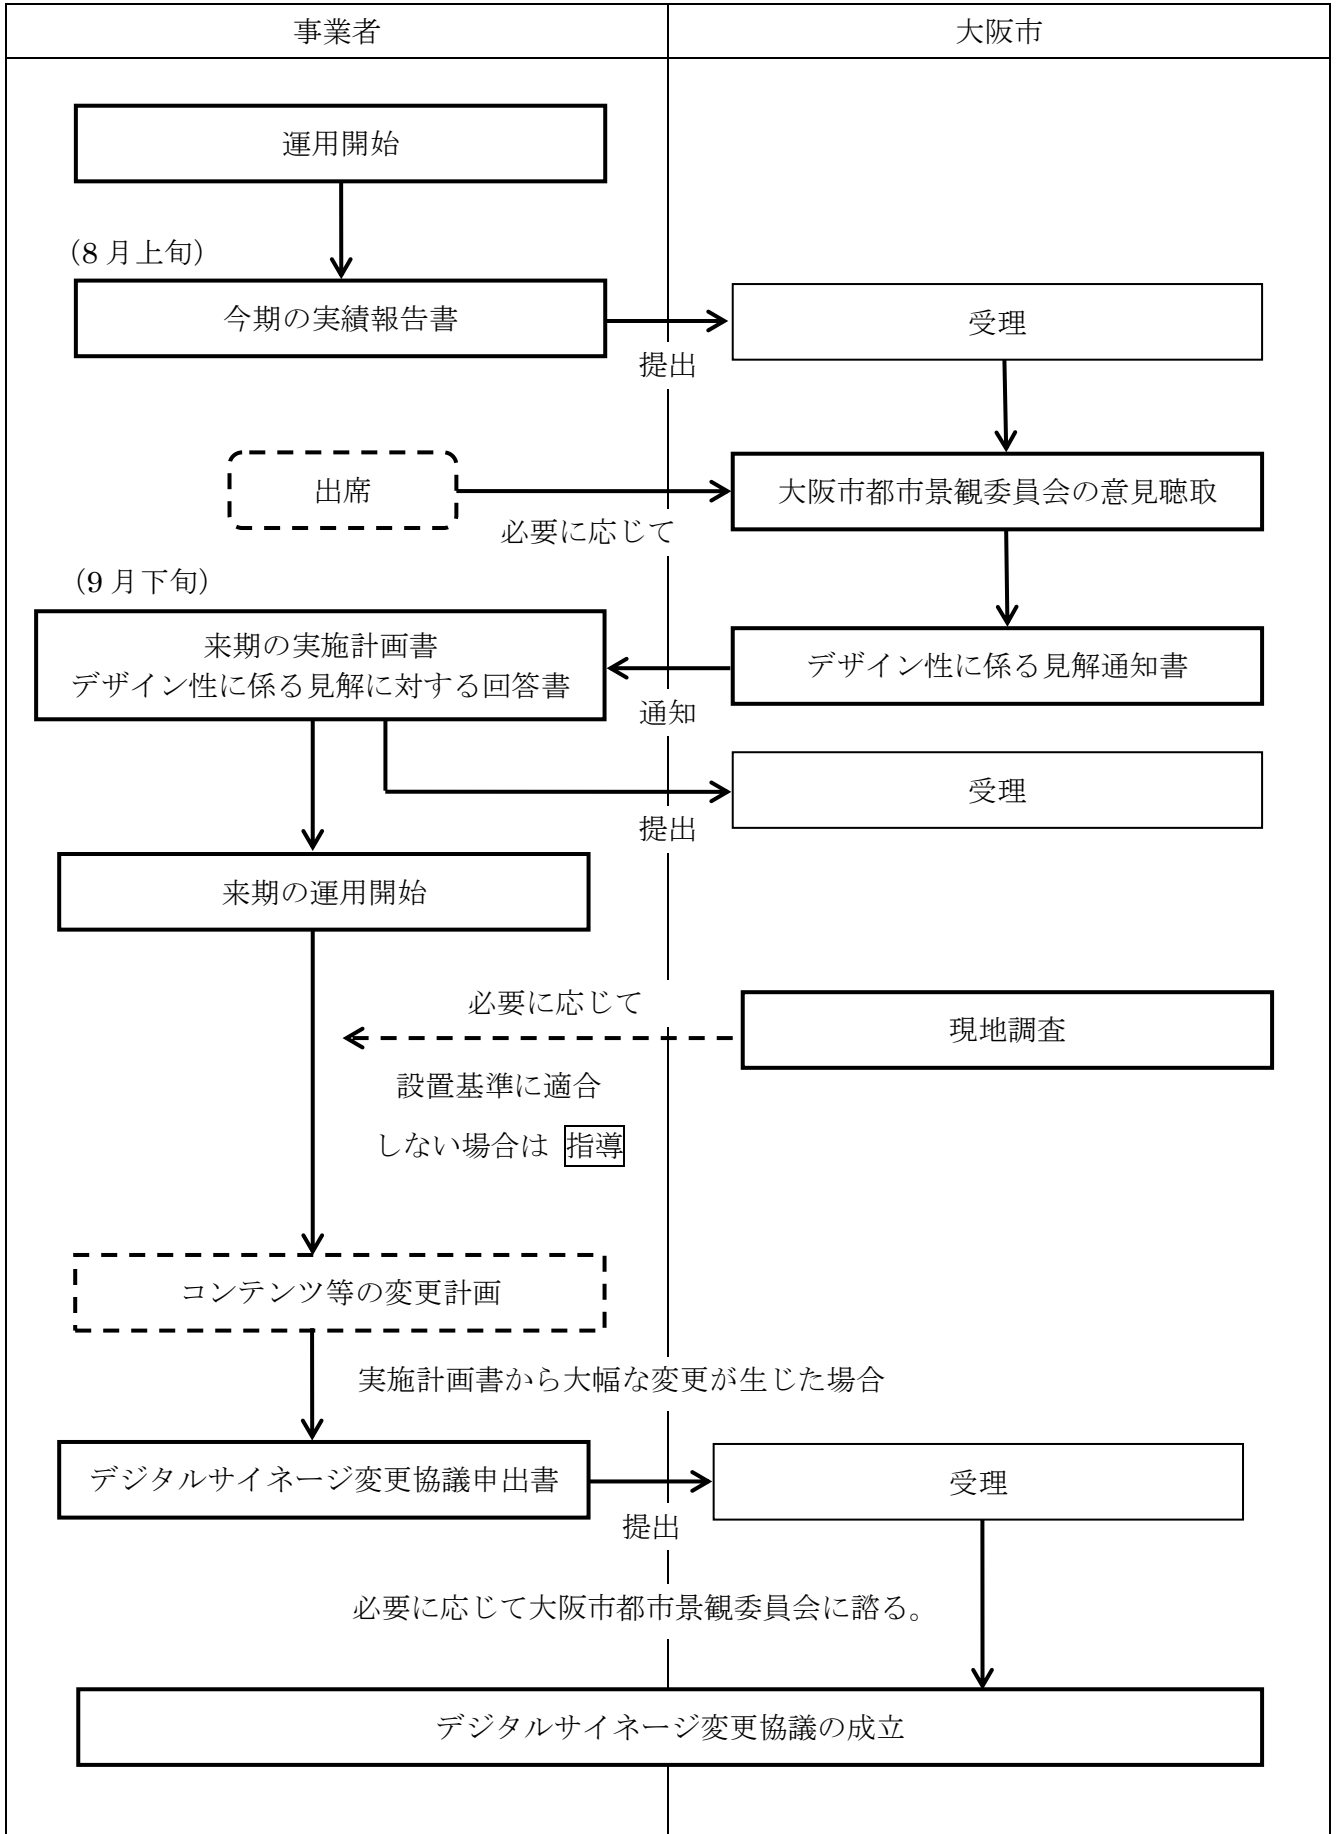 事業者
大阪市
運用開始
(8月上旬)
今期の実績報告書
受理
提出
出席
大阪市都市景観委員会の意見聴取
必要に応じて
(9月下旬)
来期の実施計画書
デザイン性に係る見解に対する回答書
デザイン性に係る見解通知書
通知
受理
提出
来期の運用開始
必要に応じて
現地調査
設置基準に適合
しない場合は 指導
コンテンツ等の変更計画
実施計画書から大幅な変更が生じた場合
デジタルサイネージ変更協議申出書
受理
提出
必要に応じて大阪市都市景観委員会に諮る。
デジタルサイネージ変更協議の成立